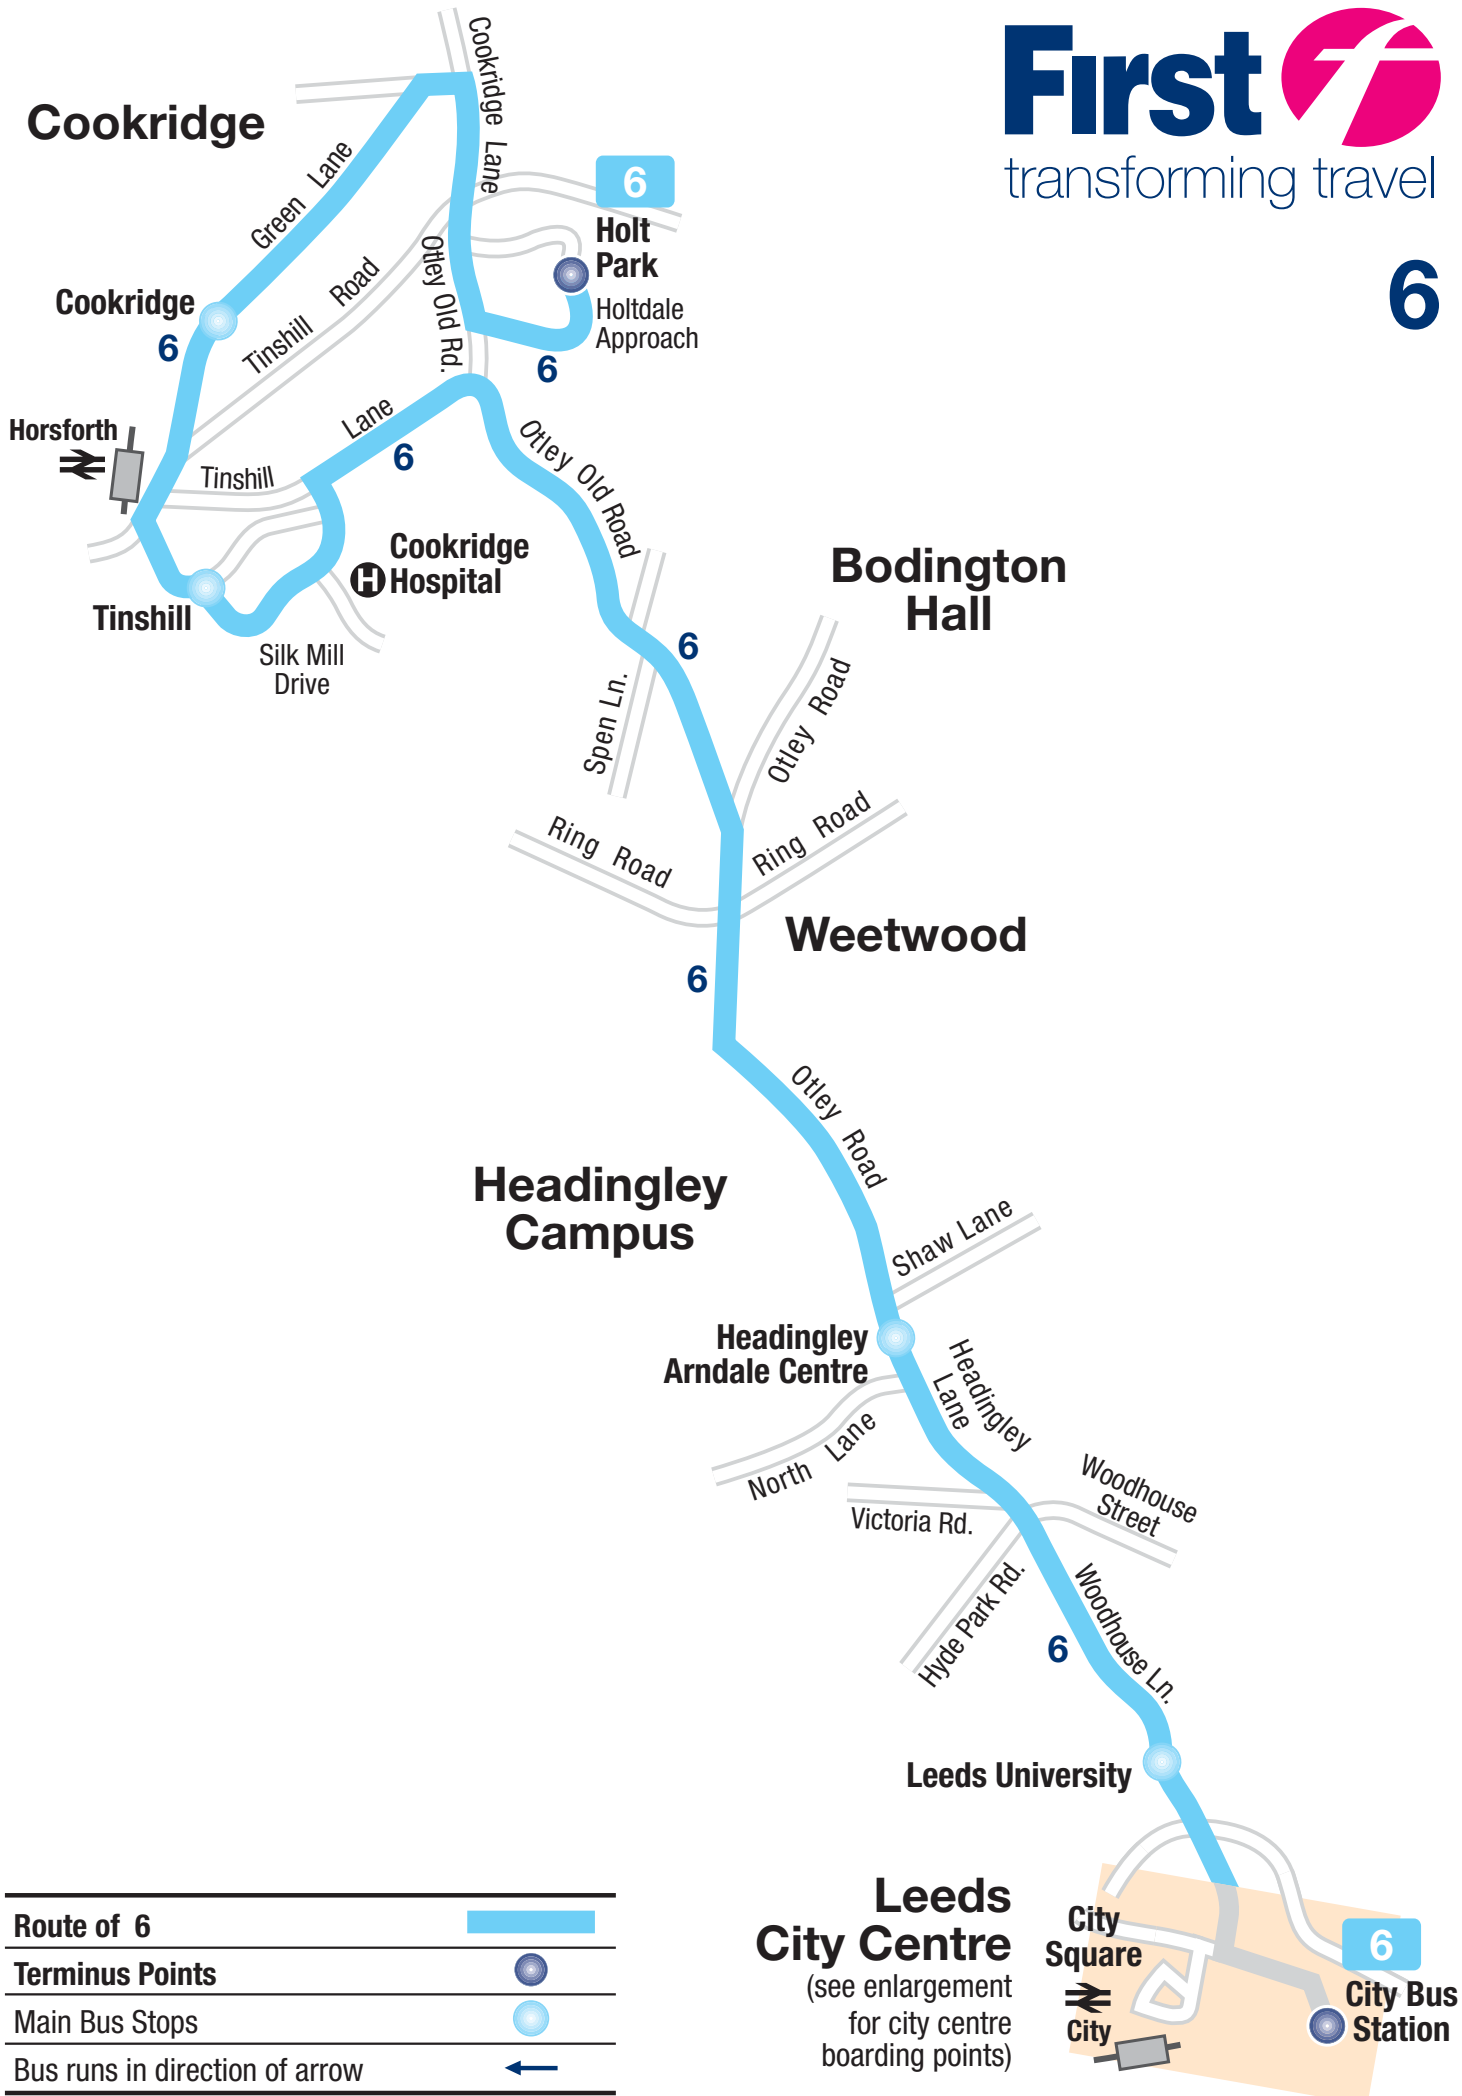 First
transforming travel
6
Cookridge
Cookridge Lane
Green Lane
6
Holt
Park
Holtdale
Approach
6
Otley Old Rd.
Tinshill Road
Cookridge
6
Horsforth
Lane
6
Tinshill
Otley Old Road
Cookridge
Hospital
H
Tinshill
Silk Mill
Drive
Bodington
Hall
6
Spen Ln.
Otley Road
Ring Road
Ring Road
Weetwood
6
Otley Road
Headingley
Campus
Shaw Lane
Headingley
Arndale Centre
Headingley
Lane
North Lane
Woodhouse
Street
Victoria Rd.
Hyde Park Rd.
Woodhouse Ln.
6
Leeds University
Leeds
City Centre
(see enlargement
for city centre
boarding points)
City
Square
City
6
City Bus
Station
Route of 6
Terminus Points
Main Bus Stops
Bus runs in direction of arrow